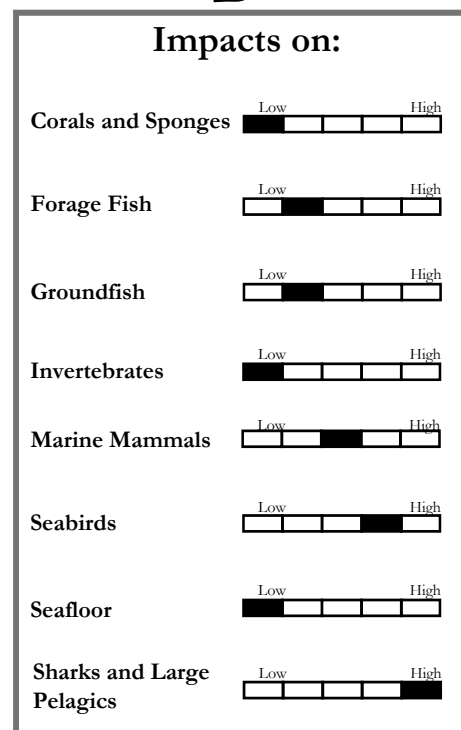 Impacts on:
Low High
Corals and Sponges
Low High
Forage Fish
Low High
Groundfish
Low High
Invertebrates
Low High
Marine Mammals
Low High
Seabirds
Low High
Seafloor
Low High
Sharks and Large
Pelagics